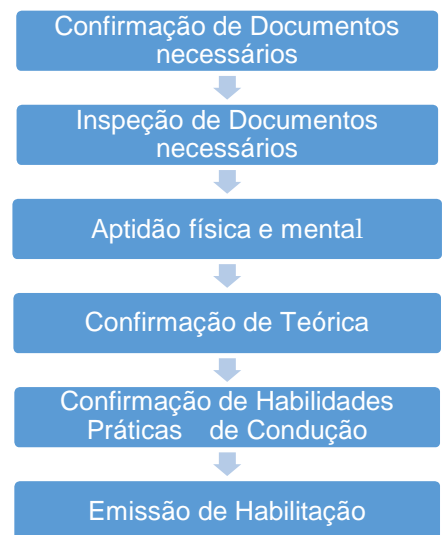 Confirmação de Documentos
necessários
Inspeção de Documentos
necessários
Aptidão física e mental
Confirmação de Teórica
Confirmação de Habilidades
Práticas de Condução
Emissão de Habilitação